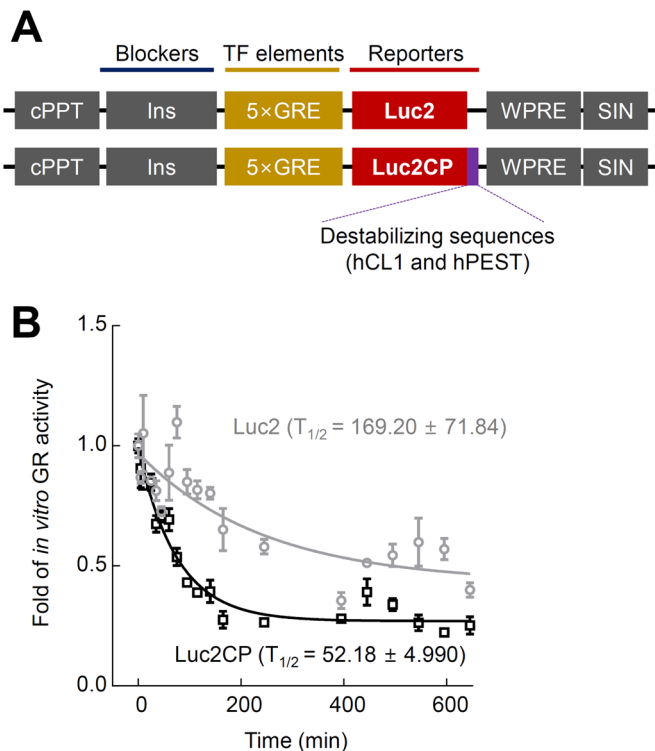 A
Blockers TF elements Reporters
cPPT Ins 5×GRE Luc2 WPRE SIN
cPPT Ins 5×GRE Luc2CP WPRE SIN
Destabilizing sequences
(hCL1 and hPEST)
B
Fold of in vitro GR activity
1.5
1.0
0.5
0.0
Luc2 (T1/2 = 169.20 ± 71.84)
Luc2CP (T1/2 = 52.18 ± 4.990)
0 200 400 600
Time (min)